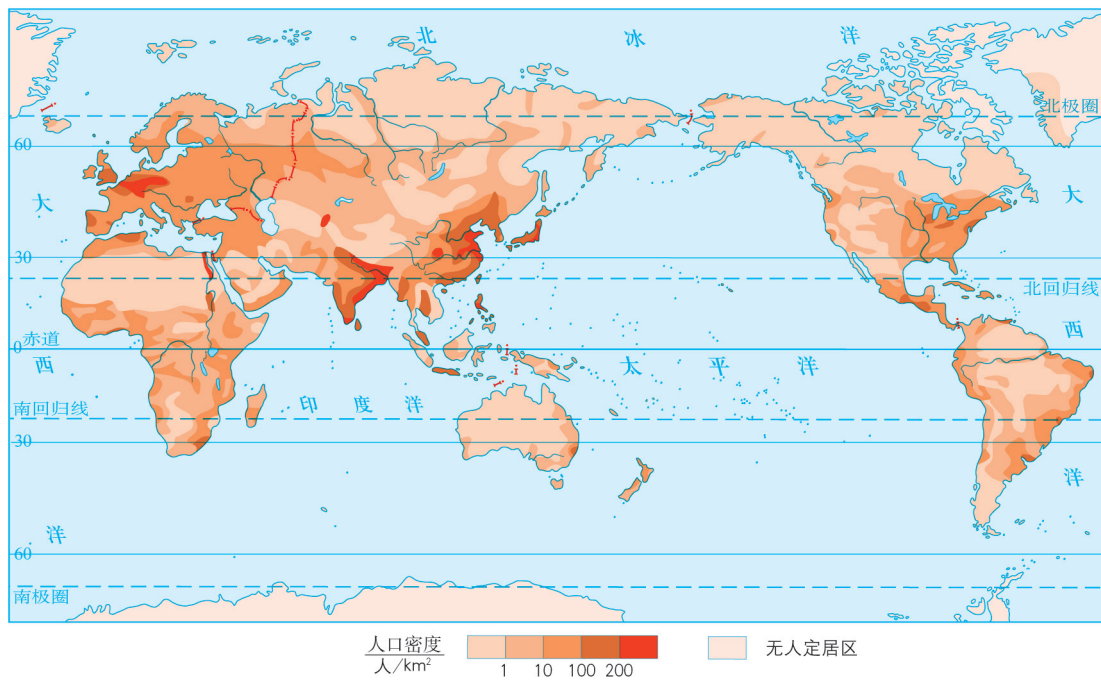 北冰洋
北极圈
60
大
大
30
北回归线
赤道
0
西
西
太平洋
印度洋
南回归线
30
洋
洋
60
南极圈
人口密度
人/km²
1 10 100 200
无人定居区